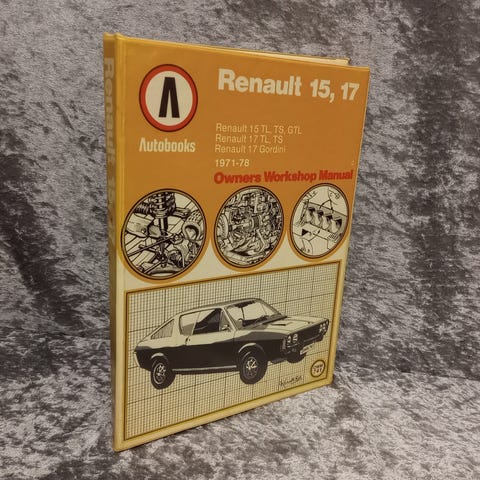 Renault 15, 17
Autobooks
Renault 15 TL, TS, GTL
Renault 17 TL, TS
Renault 17 Gordini
1971-78
Owners Workshop Manual